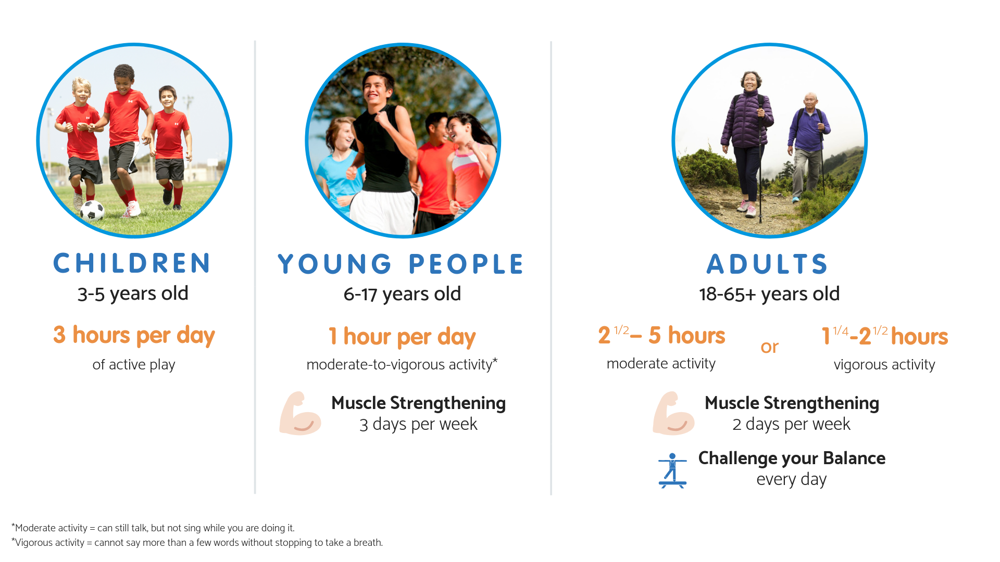 CHILDREN
3-5 years old
3 hours per day
of active play
YOUNG PEOPLE
6-17 years old
1 hour per day
moderate-to-vigorous activity*
Muscle Strengthening
3 days per week
ADULTS
18-65+ years old
2 1/2 – 5 hours
moderate activity
or
1 1/4-2 1/2 hours
vigorous activity
Muscle Strengthening
2 days per week
Challenge your Balance
every day
*Moderate activity = can still talk, but not sing while you are doing it.
*Vigorous activity = cannot say more than a few words without stopping to take a breath.